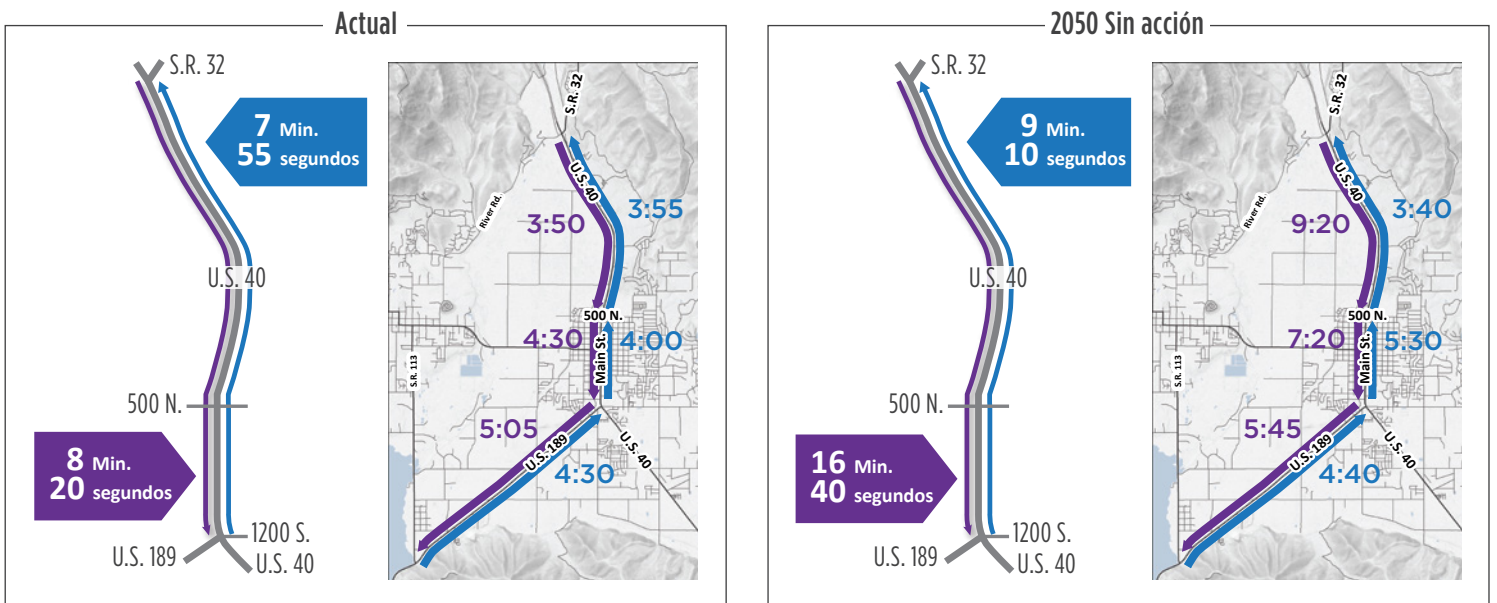 Actual
S.R. 32
7 Min.
55 segundos
U.S. 40
500 N.
8 Min.
20 segundos
1200 S.
U.S. 189
U.S. 40
S.R. 32
U.S. 40
River Rd.
3:55
3:50
500 N.
4:30
4:00
Main St.
S.R. 113
5:05
U.S. 189
U.S. 40
4:30
2050 Sin acción
S.R. 32
9 Min.
10 segundos
U.S. 40
500 N.
16 Min.
40 segundos
1200 S.
U.S. 189
U.S. 40
S.R. 32
U.S. 40
River Rd.
3:40
9:20
500 N.
7:20
5:30
Main St.
S.R. 113
5:45
U.S. 189
U.S. 40
4:40